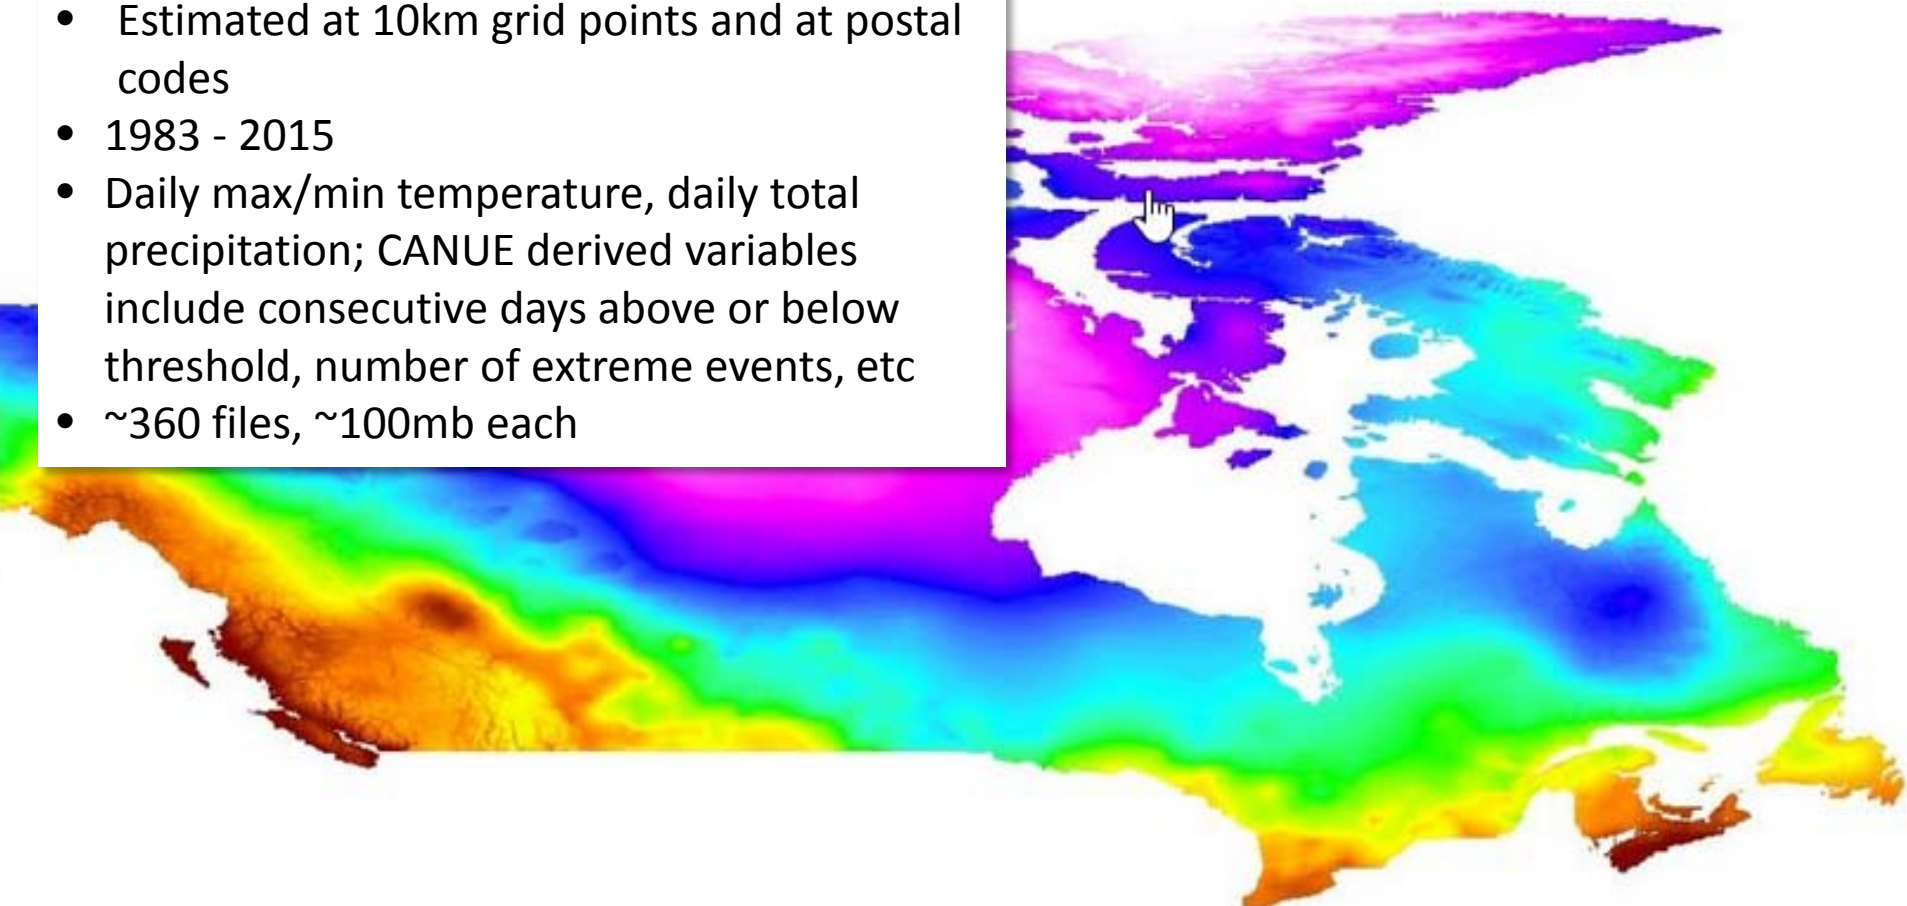 • Estimated at 10km grid points and at postal
codes
• 1983 - 2015
• Daily max/min temperature, daily total
precipitation; CANUE derived variables
include consecutive days above or below
threshold, number of extreme events, etc
• ~360 files, ~100mb each